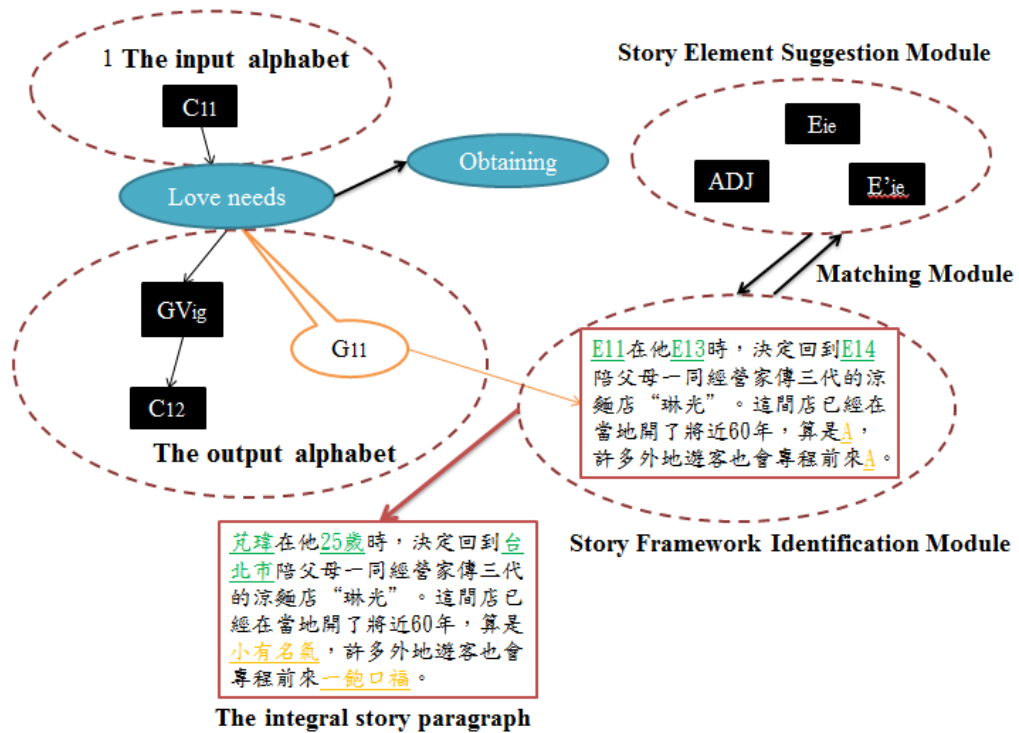 1 The input alphabet
C11
Love needs
Obtaining
GVig
G11
C12
The output alphabet
Story Element Suggestion Module
Eie
ADJ
E'ie
Matching Module
E11在他E13時，決定回到E14
陪父母一同經營家傳三代的涼
麵店“琳光”。這間店已經在
當地開了將近60年，算是A，
許多外地遊客也會專程前來A。
Story Framework Identification Module
芃瑋在他25歲時，決定回到台
北市陪父母一同經營家傳三代
的涼麵店“琳光”。這間店已
經在當地開了將近60年，算是
小有名氣，許多外地遊客也會
專程前來一飽口福。
The integral story paragraph